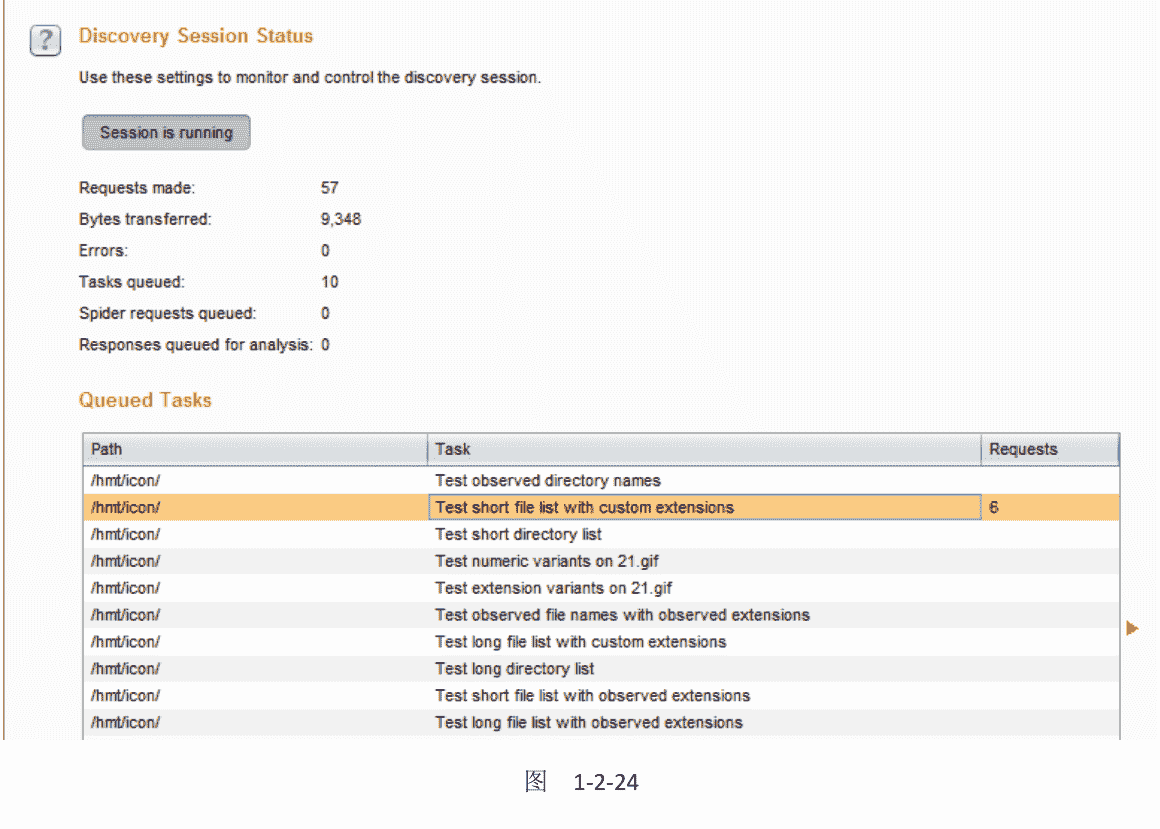 ?
Discovery Session Status
Use these settings to monitor and control the discovery session.
Session is running
Requests made: 57
Bytes transferred: 9,348
Errors: 0
Tasks queued: 10
Spider requests queued: 0
Responses queued for analysis: 0
Queued Tasks
Path Task Requests
/hmt/icon/ Test observed directory names
/hmt/icon/ Test short file list with custom extensions 6
/hmt/icon/ Test short directory list
/hmt/icon/ Test numeric variants on 21.gif
/hmt/icon/ Test extension variants on 21.gif
/hmt/icon/ Test observed file names with observed extensions
/hmt/icon/ Test long file list with custom extensions
/hmt/icon/ Test long directory list
/hmt/icon/ Test short file list with observed extensions
/hmt/icon/ Test long file list with observed extensions
图 1-2-24